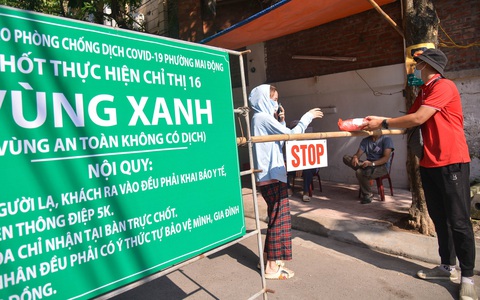 O PHÒNG CHỐNG DỊCH COVID-19 PHƯỜNG MAI ĐỘNG
HỐT THỰC HIỆN CHỈ THỊ 16
VÙNG XANH
(VÙNG AN TOÀN KHÔNG CÓ DỊCH)
NỘI QUY:
GƯỜI LẠ, KHÁCH RA VÀO ĐỀU PHẢI KHAI BÁO Y TẾ,
ỆN THÔNG ĐIỆP 5K.
ÓA CHỈ NHẬN TẠI BÀN TRỰC CHỐT.
NHÂN ĐỀU PHẢI CÓ Ý THỨC TỰ BẢO VỆ MÌNH, GIA ĐÌNH
ĐỒNG.
STOP